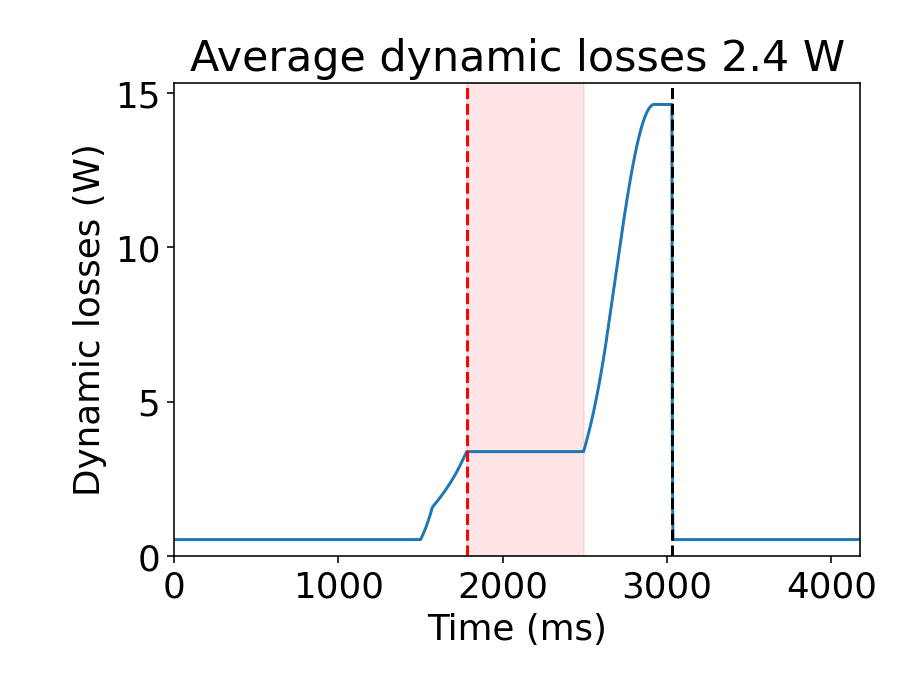 Average dynamic losses 2.4 W
Dynamic losses (W)
15
10
5
0
0 1000 2000 3000 4000
Time (ms)